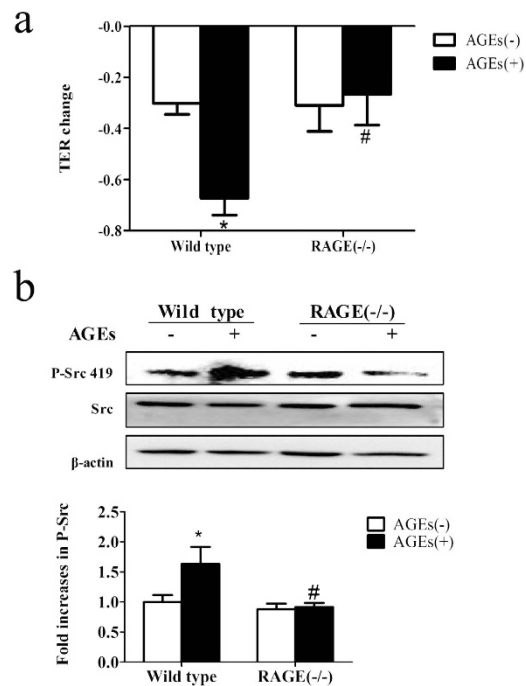 a
-0.0
-0.2
-0.4
-0.6
-0.8
TER change
AGEs(-)
AGEs(+)
*
#
Wild type RAGE(-/-)
b
Wild type RAGE(-/-)
AGEs - + - +
P-Src 419
Src
β-actin
2.5
2.0
1.5
1.0
0.5
0.0
Fold increases in P-Src
AGEs(-)
AGEs(+)
*
#
Wild type RAGE(-/-)